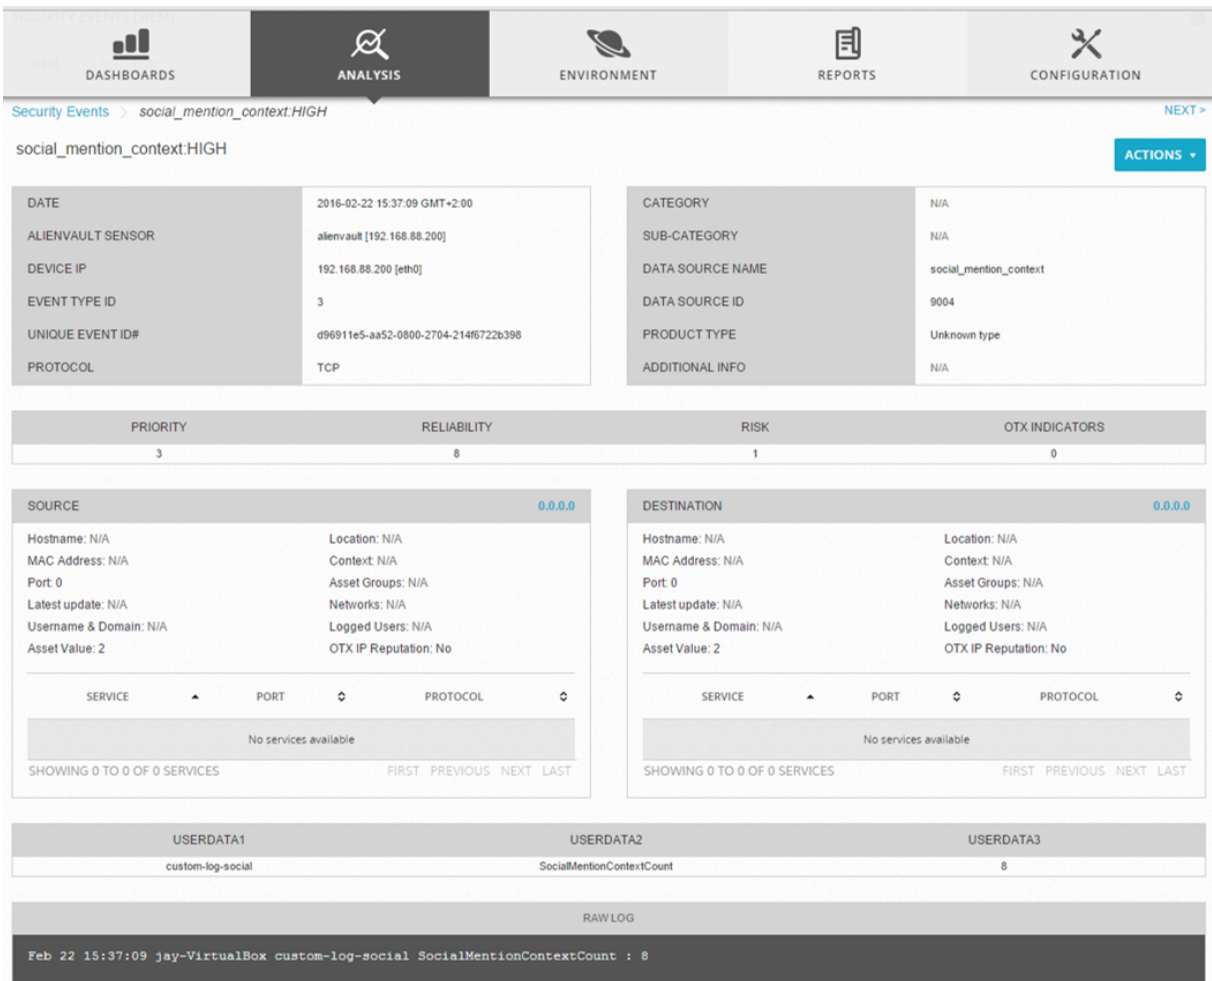 SECURITY EVENTS (SIEM)
DASHBOARDS
ANALYSIS
ENVIRONMENT
REPORTS
CONFIGURATION
Security Events > social_mention_context:HIGH
NEXT >
social_mention_context:HIGH
ACTIONS
DATE 2016-02-22 15:37:09 GMT+2:00
ALIENVAULT SENSOR alienvault [192.168.88.200]
DEVICE IP 192.168.88.200 [eth0]
EVENT TYPE ID 3
UNIQUE EVENT ID# d96911e5-aa52-0800-2704-214f6722b398
PROTOCOL TCP
CATEGORY N/A
SUB-CATEGORY N/A
DATA SOURCE NAME social_mention_context
DATA SOURCE ID 9004
PRODUCT TYPE Unknown type
ADDITIONAL INFO N/A
PRIORITY RELIABILITY RISK OTX INDICATORS
3 8 1 0
SOURCE 0.0.0.0
Hostname: N/A Location: N/A
MAC Address: N/A Context: N/A
Port: 0 Asset Groups: N/A
Latest update: N/A Networks: N/A
Username & Domain: N/A Logged Users: N/A
Asset Value: 2 OTX IP Reputation: No
SERVICE PORT PROTOCOL
No services available
SHOWING 0 TO 0 OF 0 SERVICES FIRST PREVIOUS NEXT LAST
DESTINATION 0.0.0.0
Hostname: N/A Location: N/A
MAC Address: N/A Context: N/A
Port: 0 Asset Groups: N/A
Latest update: N/A Networks: N/A
Username & Domain: N/A Logged Users: N/A
Asset Value: 2 OTX IP Reputation: No
SERVICE PORT PROTOCOL
No services available
SHOWING 0 TO 0 OF 0 SERVICES FIRST PREVIOUS NEXT LAST
USERDATA1 USERDATA2 USERDATA3
custom-log-social SocialMentionContextCount 8
RAW LOG
Feb 22 15:37:09 jay-VirtualBox custom-log-social SocialMentionContextCount : 8